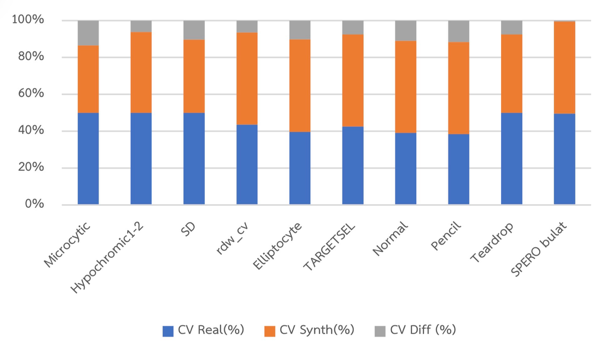 100%
80%
60%
40%
20%
0%
Microcytic
Hypochromic1-2
SD
rdw_cv
Elliptocyte
TARGETSEL
Normal
Pencil
Teardrop
SPERO bulat
CV Real(%)
CV Synth(%)
CV Diff (%)